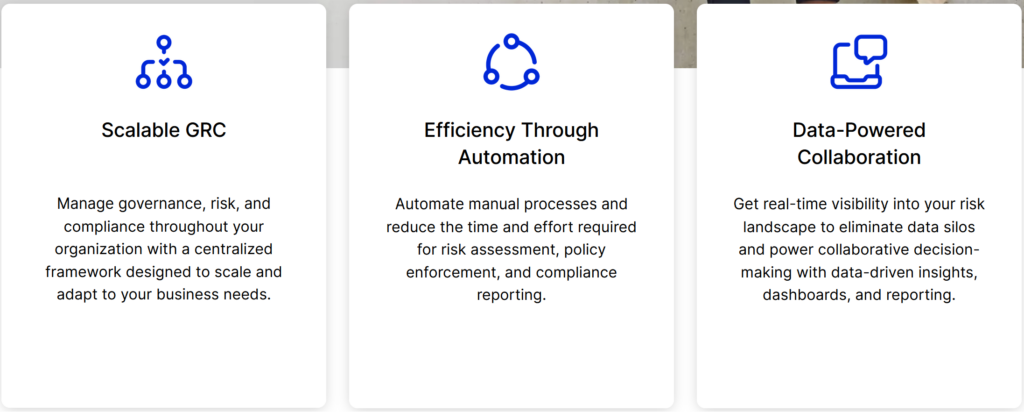 Scalable GRC
Manage governance, risk, and
compliance throughout your
organization with a centralized
framework designed to scale and
adapt to your business needs.
Efficiency Through
Automation
Automate manual processes and
reduce the time and effort required
for risk assessment, policy
enforcement, and compliance
reporting.
Data-Powered
Collaboration
Get real-time visibility into your risk
landscape to eliminate data silos
and power collaborative decision-
making with data-driven insights,
dashboards, and reporting.